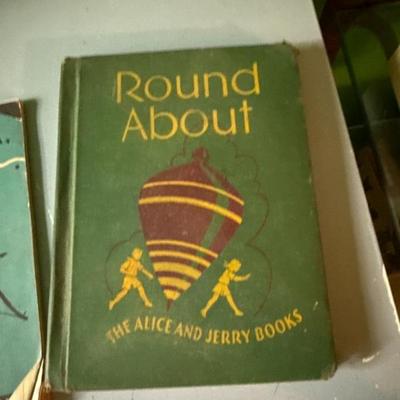 Round
About
THE ALICE AND JERRY BOOKS